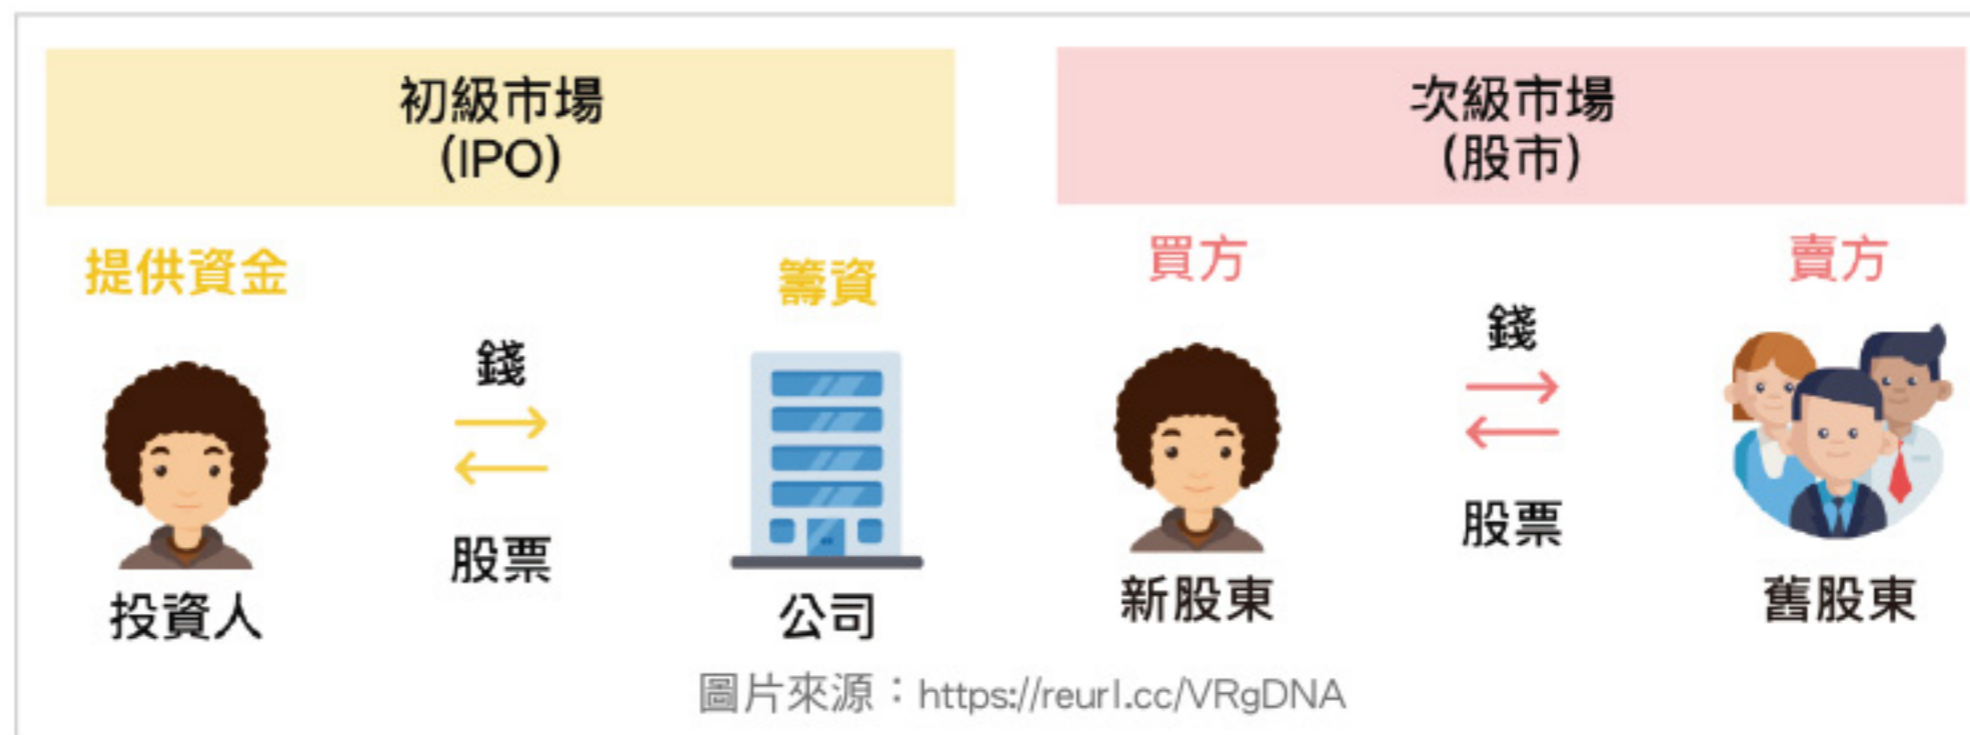 初級市場
(IPO)
提供資金
籌資
錢
股票
投資人
公司
次級市場
(股市)
買方
賣方
錢
股票
新股東
舊股東
圖片來源：https://reurl.cc/VRgDNA